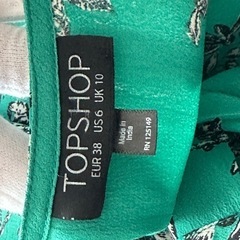 TOPSHOP
EUR 38 US 6 UK 10
Made in
India
RN 125149